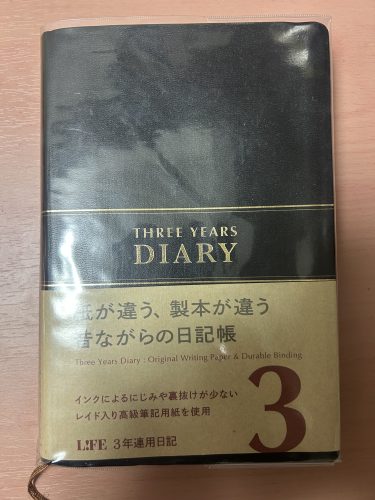 THREE YEARS
DIARY
紙が違う、製本が違う
昔ながらの日記帳
Three Years Diary : Original Writing Paper & Durable Binding
インクによるにじみや裏抜けが少ない
レイド入り高級筆記用紙を使用
3
L!FE 3年連用日記